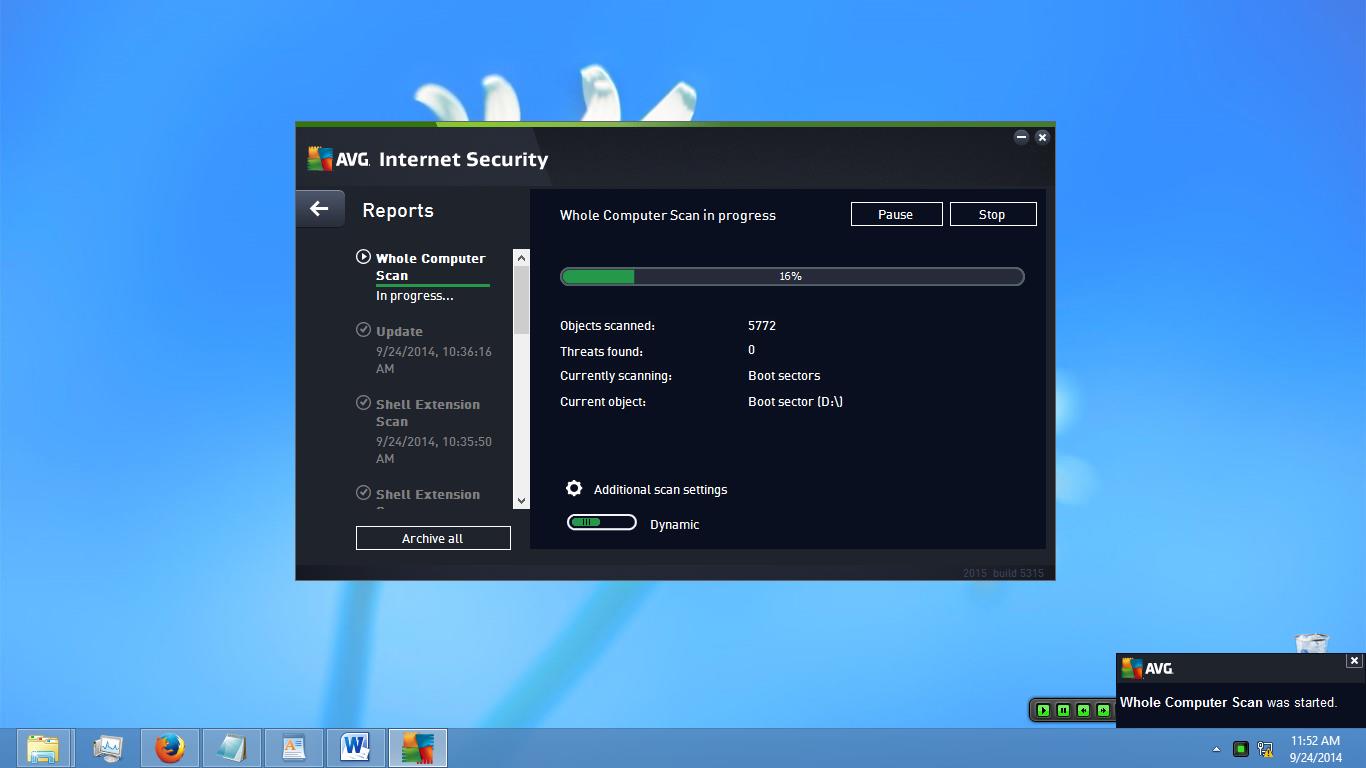 AVG. Internet Security
Reports
Whole Computer
Scan
In progress...
Update
9/24/2014, 10:36:16
AM
Shell Extension
Scan
9/24/2014, 10:35:50
AM
Shell Extension
Archive all
Whole Computer Scan in progress
Pause
Stop
16%
Objects scanned: 5772
Threats found: 0
Currently scanning: Boot sectors
Current object: Boot sector (D:\)
Additional scan settings
Dynamic
2015 build 5315
AVG.
Whole Computer Scan was started.
11:52 AM
9/24/2014